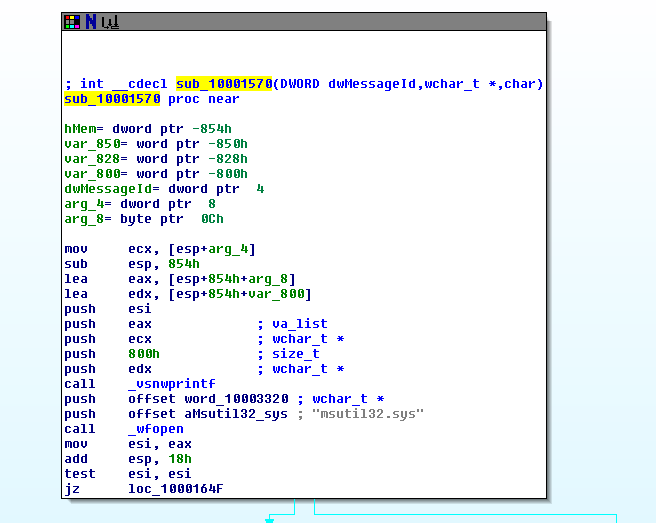 ; int __cdecl sub_10001570(DWORD dwMessageId,wchar_t *,char)
sub_10001570 proc near
hMem= dword ptr -854h
var_850= word ptr -850h
var_828= word ptr -828h
var_800= word ptr -800h
dwMessageId= dword ptr  4
arg_4= dword ptr  8
arg_8= byte ptr  0Ch
mov     ecx, [esp+arg_4]
sub     esp, 854h
lea     eax, [esp+854h+arg_8]
lea     edx, [esp+854h+var_800]
push    esi
push    eax             ; va_list
push    ecx             ; wchar_t *
push    800h            ; size_t
push    edx             ; wchar_t *
call    _vsnwprintf
push    offset word_10003320 ; wchar_t *
push    offset aMsutil32_sys ; "msutil32.sys"
call    _wfopen
mov     esi, eax
add     esp, 18h
test    esi, esi
jz      loc_1000164F